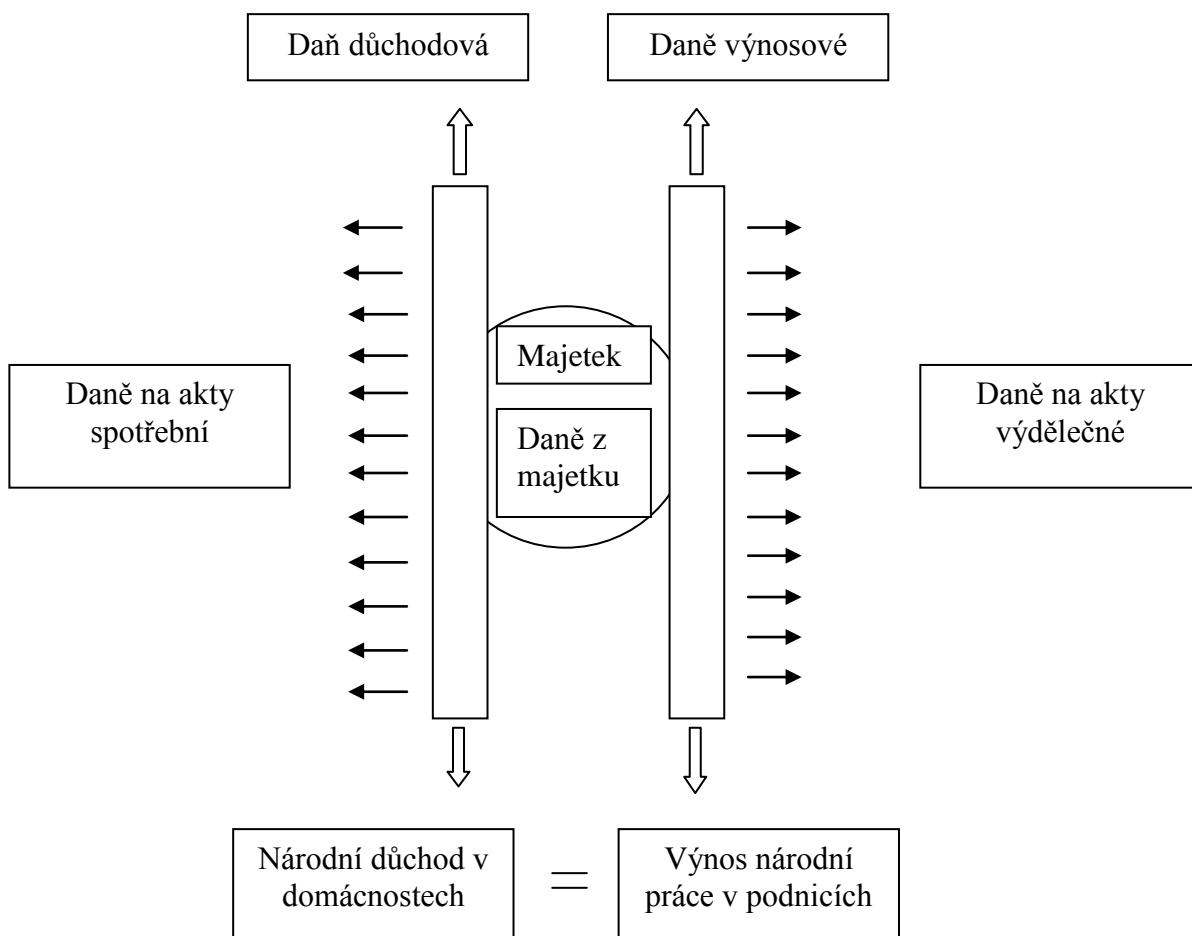 Daň důchodová
Daně výnosové
Majetek
Daně na akty
spotřební
Daně z
majetku
Daně na akty
výdělečné
Národní důchod v
domácnostech
=
Výnos národní
práce v podnicích